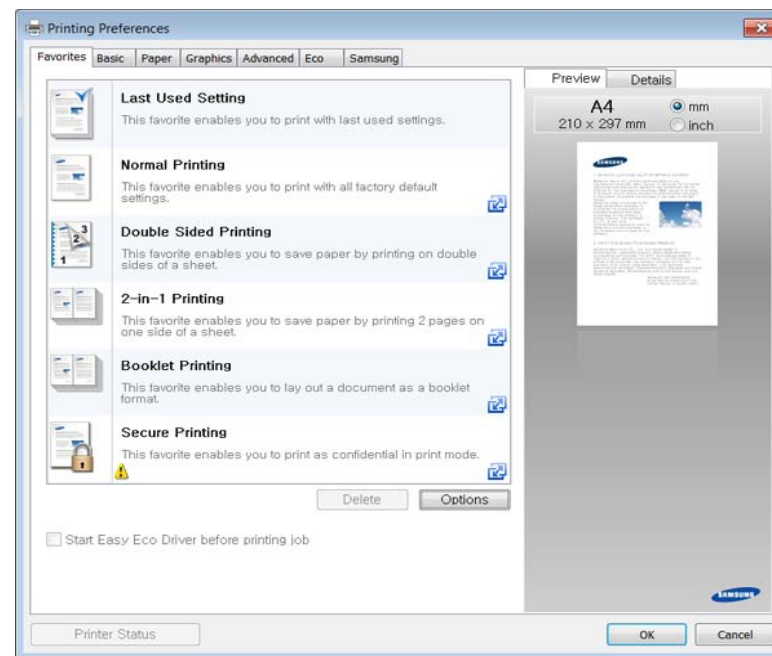 Printing Preferences
Favorites Basic Paper Graphics Advanced Eco Samsung
Last Used Setting
This favorite enables you to print with last used settings.
Normal Printing
This favorite enables you to print with all factory default
settings.
Double Sided Printing
This favorite enables you to save paper by printing on double
sides of a sheet.
2-in-1 Printing
This favorite enables you to save paper by printing 2 pages on
one side of a sheet.
Booklet Printing
This favorite enables you to lay out a document as a booklet
format.
Secure Printing
This favorite enables you to print as confidential in print mode.
Delete Options
Start Easy Eco Driver before printing job
Printer Status
Preview Details
A4
210 x 297 mm
mm
inch
SAMSUNG
SAMSUNG
OK Cancel